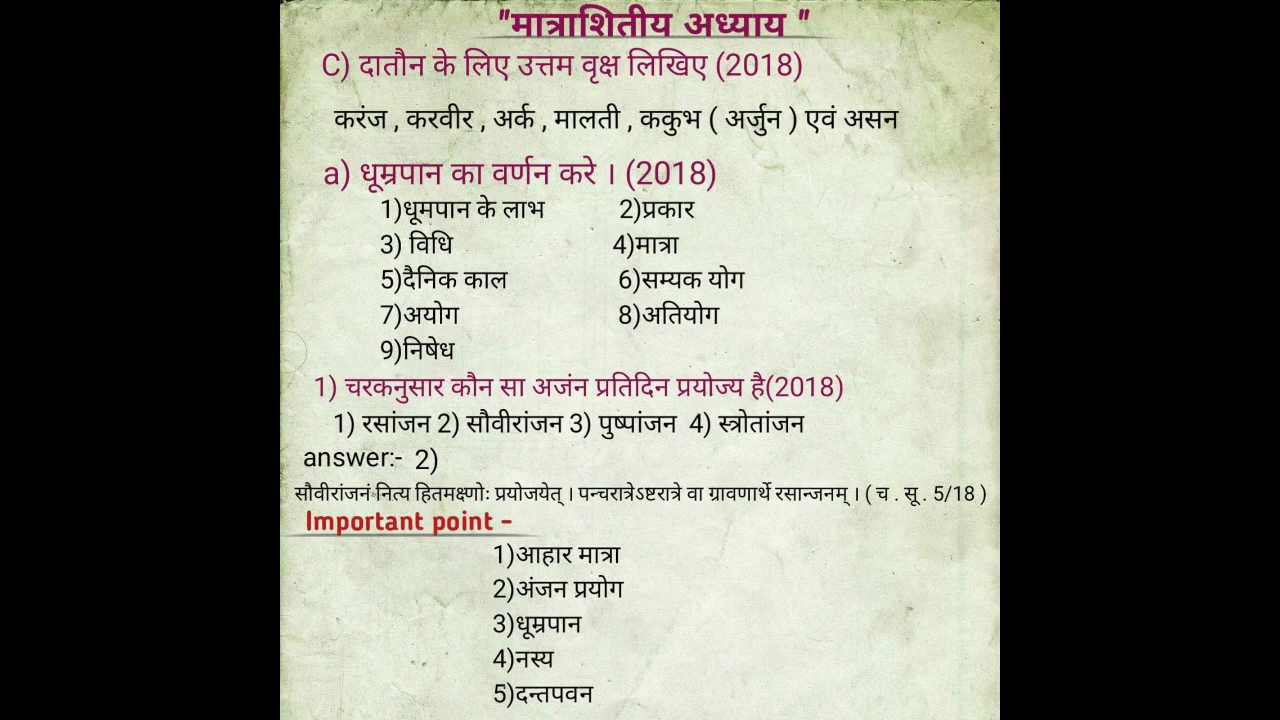 "मात्राशितीय अध्याय "
C) दातौन के लिए उत्तम वृक्ष लिखिए (2018)
करंज , करवीर , अर्क , मालती , ककुभ ( अर्जुन ) एवं असन
a) धूम्रपान का वर्णन करे । (2018)
1)धूमपान के लाभ 2)प्रकार
3) विधि 4)मात्रा
5)दैनिक काल 6)सम्यक योग
7)अयोग 8)अतियोग
9)निषेध
1) चरकनुसार कौन सा अजंन प्रतिदिन प्रयोज्य है(2018)
1) रसांजन 2) सौवीरांजन 3) पुष्पांजन 4) स्त्रोतांजन
answer:- 2)
सौवीरांजनं नित्य हितमक्ष्णोः प्रयोजयेत् । पन्चरात्रेऽष्टरात्रे वा ग्रावणार्थे रसान्जनम् । ( च . सू . 5/18 )
Important point -
1)आहार मात्रा
2)अंजन प्रयोग
3)धूम्रपान
4)नस्य
5)दन्तपवन